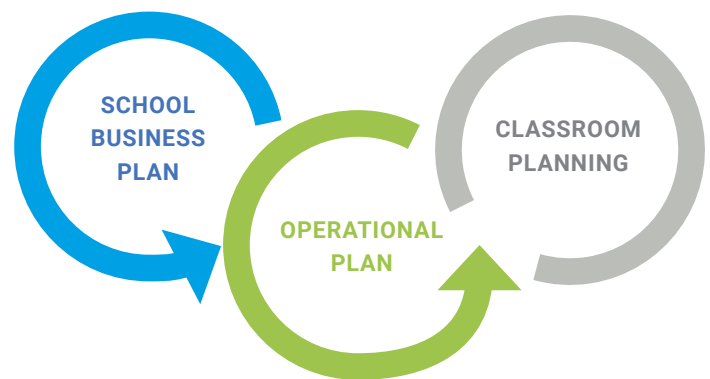 SCHOOL
BUSINESS
PLAN
OPERATIONAL
PLAN
CLASSROOM
PLANNING